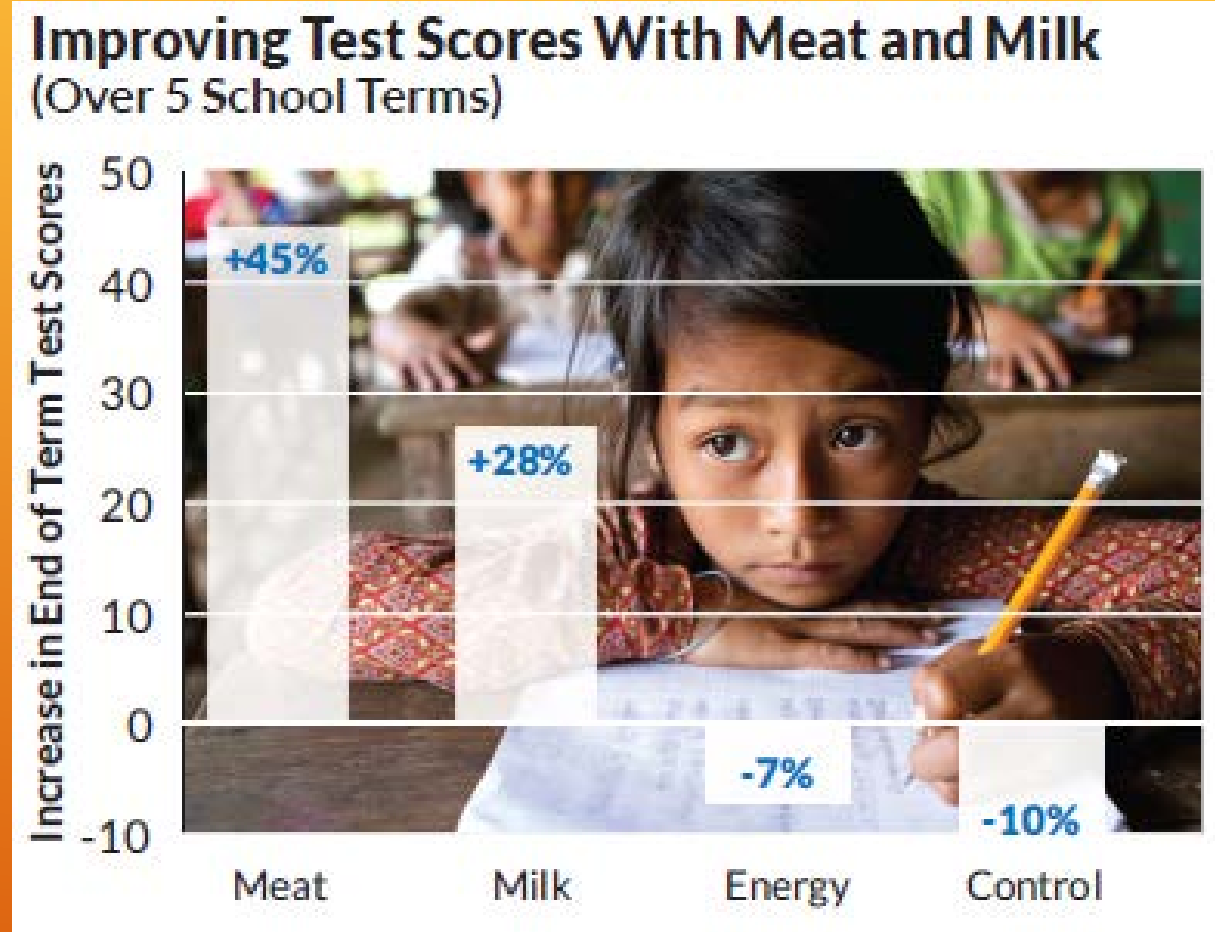 Improving Test Scores With Meat and Milk
(Over 5 School Terms)
Increase in End of Term Test Scores
50
40
30
20
10
0
-10
+45%
+28%
-7%
-10%
Meat
Milk
Energy
Control